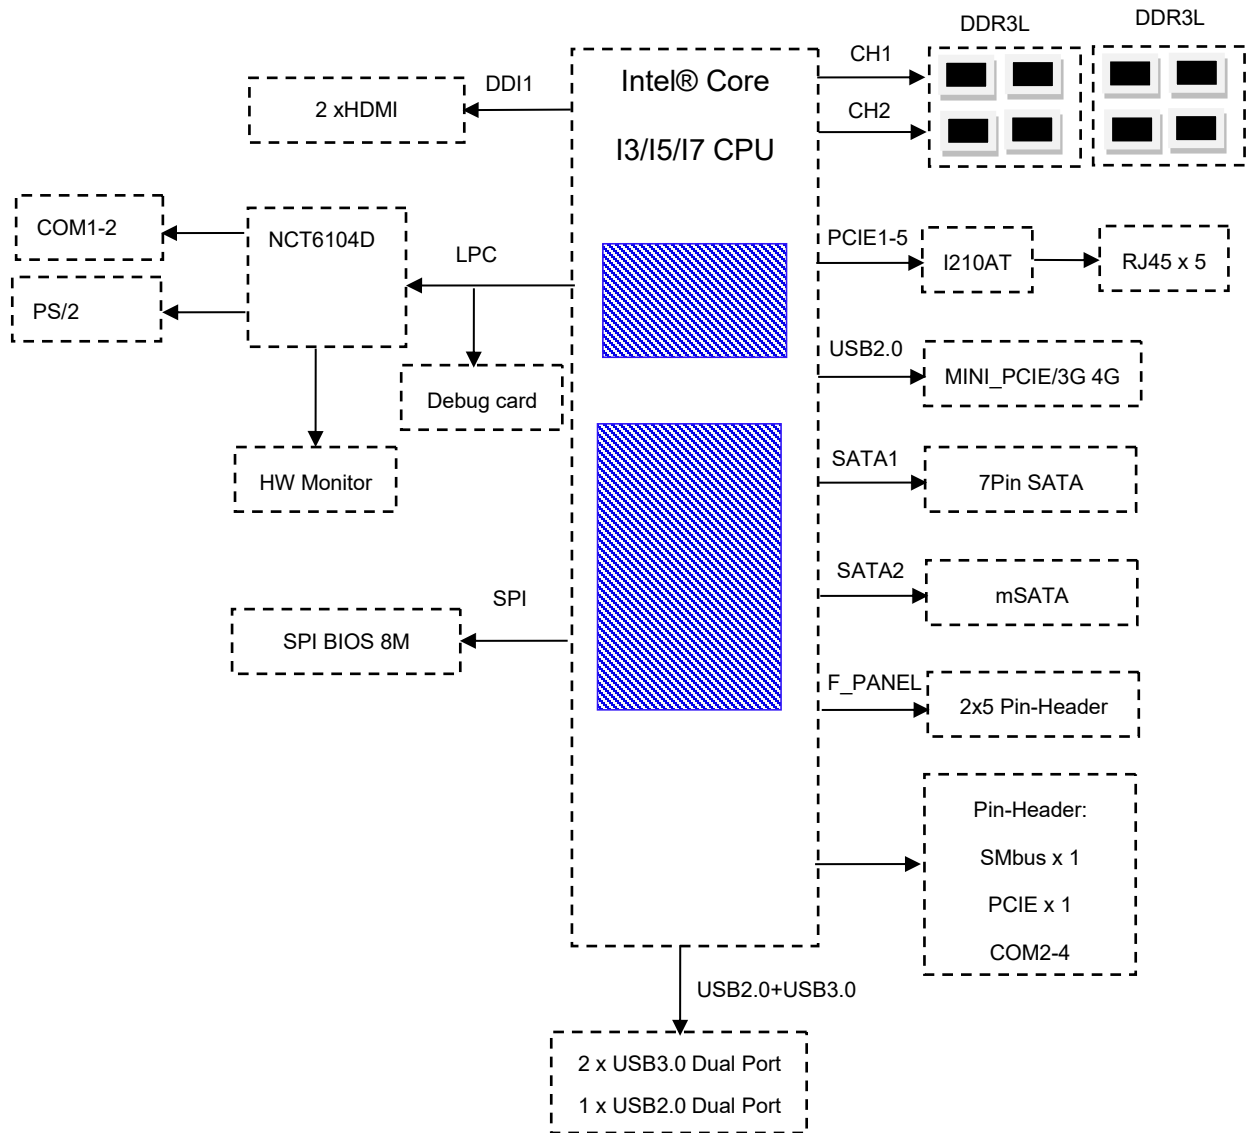 DDR3L
DDR3L
CH1
CH2
Intel® Core
I3/I5/I7 CPU
DDI1
2 xHDMI
COM1-2
PS/2
NCT6104D
LPC
Debug card
HW Monitor
SPI
SPI BIOS 8M
PCIE1-5
I210AT
RJ45 x 5
USB2.0
MINI_PCIE/3G 4G
SATA1
7Pin SATA
SATA2
mSATA
F_PANEL
2x5 Pin-Header
Pin-Header:
SMbus x 1
PCIE x 1
COM2-4
USB2.0+USB3.0
2 x USB3.0 Dual Port
1 x USB2.0 Dual Port